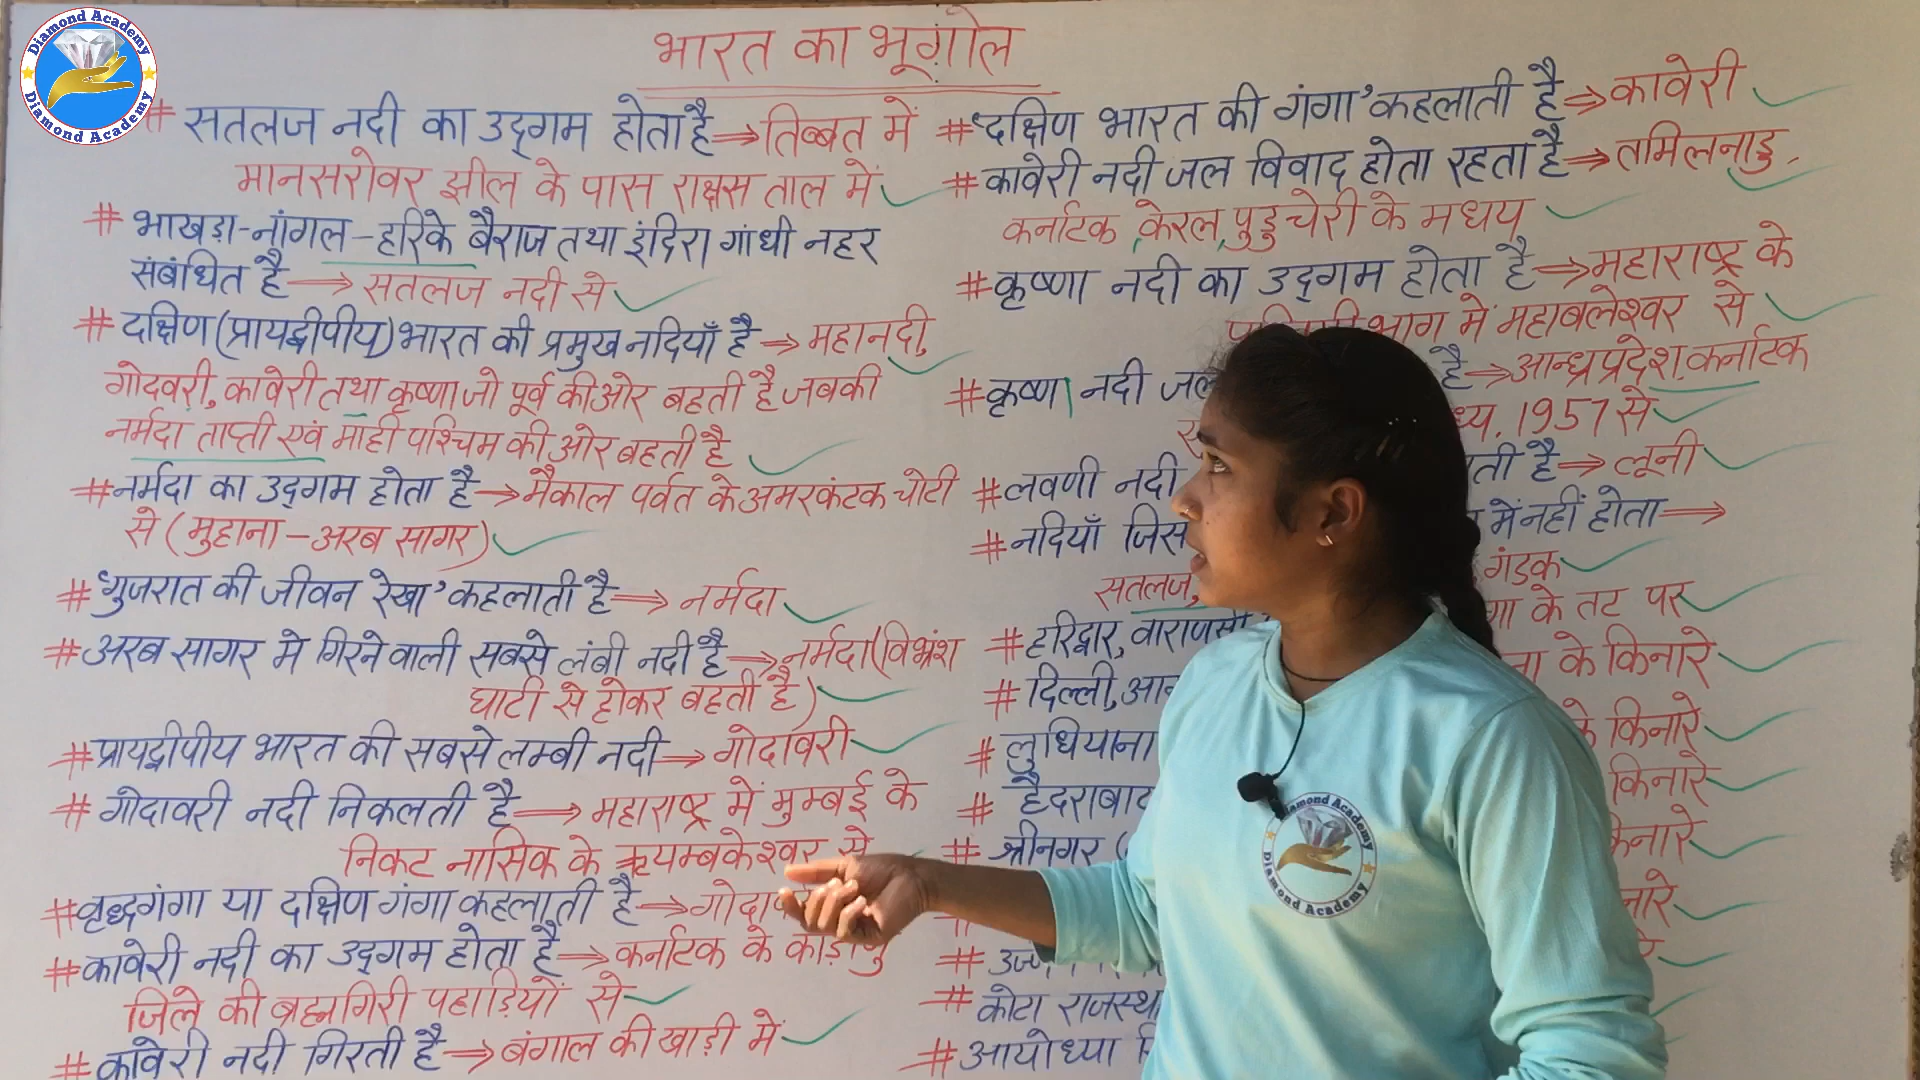 Diamond Academy
Diamond Academy
भारत का भूगोल
# सतलज नदी का उद्गम होता है → तिब्बत में
मानसरोवर झील के पास राक्षस ताल में
# भाखड़ा-नांगल-हरिके बैराज तथा इंदिरा गांधी नहर
संबंधित है → सतलज नदी से
# दक्षिण (प्रायद्वीपीय) भारत की प्रमुख नदियाँ है → महानदी,
गोदवरी, कावेरी तथा कृष्णा जो पूर्व की ओर बहती है जबकी
नर्मदा ताप्ती एवं माही पश्चिम की ओर बहती है
# नर्मदा का उद्गम होता है → मैकाल पर्वत के अमरकंटक चोटी
से (मुहाना – अरब सागर)
# 'गुजरात की जीवन रेखा' कहलाती है → नर्मदा
# अरब सागर मे गिरने वाली सबसे लंबी नदी है → नर्मदा (विभ्रंश
घाटी से होकर बहती है)
# प्रायद्वीपीय भारत की सबसे लम्बी नदी → गोदावरी
# गोदावरी नदी निकलती है → महाराष्ट्र में मुम्बई के
निकट नासिक के त्र्यम्बकेश्वर से
# वृद्धगंगा या दक्षिण गंगा कहलाती है → गोदाव
# कावेरी नदी का उद्गम होता है → कर्नाटक के
जिले की ब्रह्मगिरी पहाड़ियों से
# कावेरी नदी गिरती है → बंगाल की खाड़ी में
# 'दक्षिण भारत की गंगा' कहलाती है → कावेरी
# कावेरी नदी जल विवाद होता रहता है → तमिलनाडु,
कर्नाटक, केरल, पुडुचेरी के मधय
# कृष्णा नदी का उद्गम होता है → महाराष्ट्र के
भाग में महाबलेश्वर से
# कृष्णा नदी जल है → आन्ध्र प्रदेश, कर्नाटक
1957 से
# लवणी नदी है → लूनी
# नदियाँ जिस में नहीं होता →
सतलज, गंडक
# हरिद्वार, वाराणसी के तट पर
# दिल्ली, के किनारे
# लुधियाना के किनारे
# हैदराबाद किनारे
# श्रीनगर
#
#
# कोटा
# आयोध्या
Diamond Academy
Diamond Academy